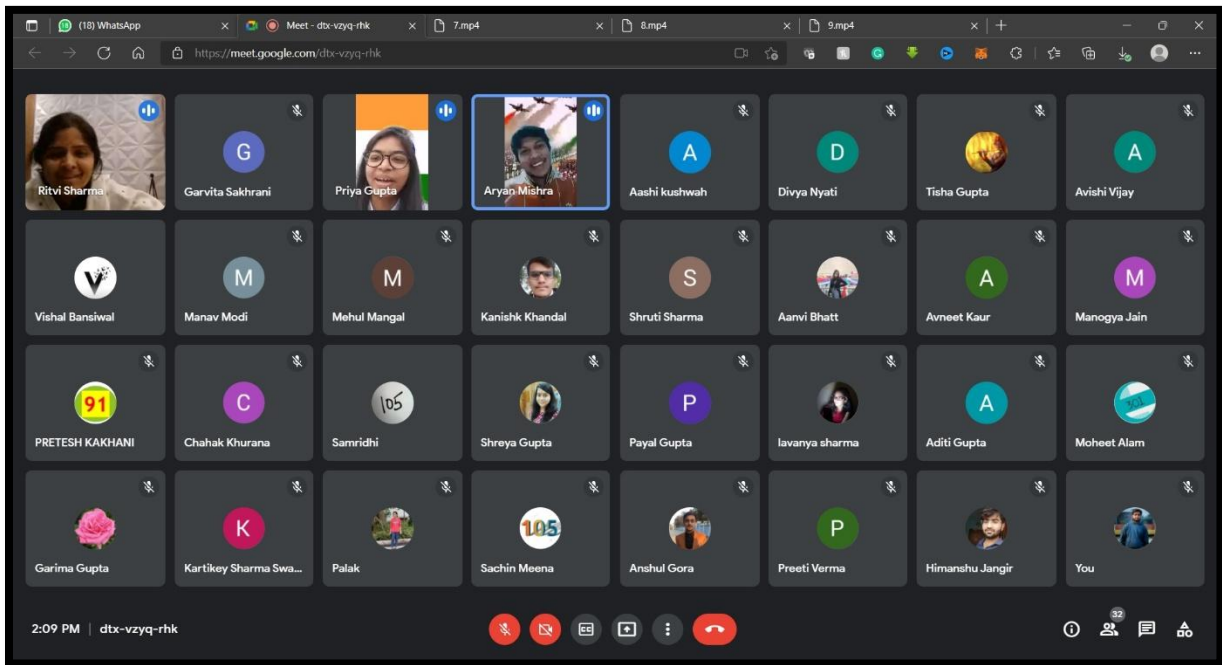 (18) WhatsApp
Meet - dtx-vzyq-rhk
7.mp4
8.mp4
9.mp4
https://meet.google.com/dtx-vzyq-rhk
Ritvi Sharma
G
Garvita Sakhrani
Priya Gupta
Aryan Mishra
A
Aashi kushwah
D
Divya Nyati
Tisha Gupta
A
Avishi Vijay
V
Vishal Bansiwal
M
Manav Modi
M
Mehul Mangal
Kanishk Khandal
S
Shruti Sharma
Aanvi Bhatt
A
Avneet Kaur
M
Manogya Jain
91
PRETESH KAKHANI
C
Chahak Khurana
105
Samridhi
Shreya Gupta
P
Payal Gupta
lavanya sharma
A
Aditi Gupta
Moheet Alam
Garima Gupta
K
Kartikey Sharma Swa...
Palak
105
Sachin Meena
Anshul Gora
P
Preeti Verma
Himanshu Jangir
You
2:09 PM | dtx-vzyq-rhk
CC
32